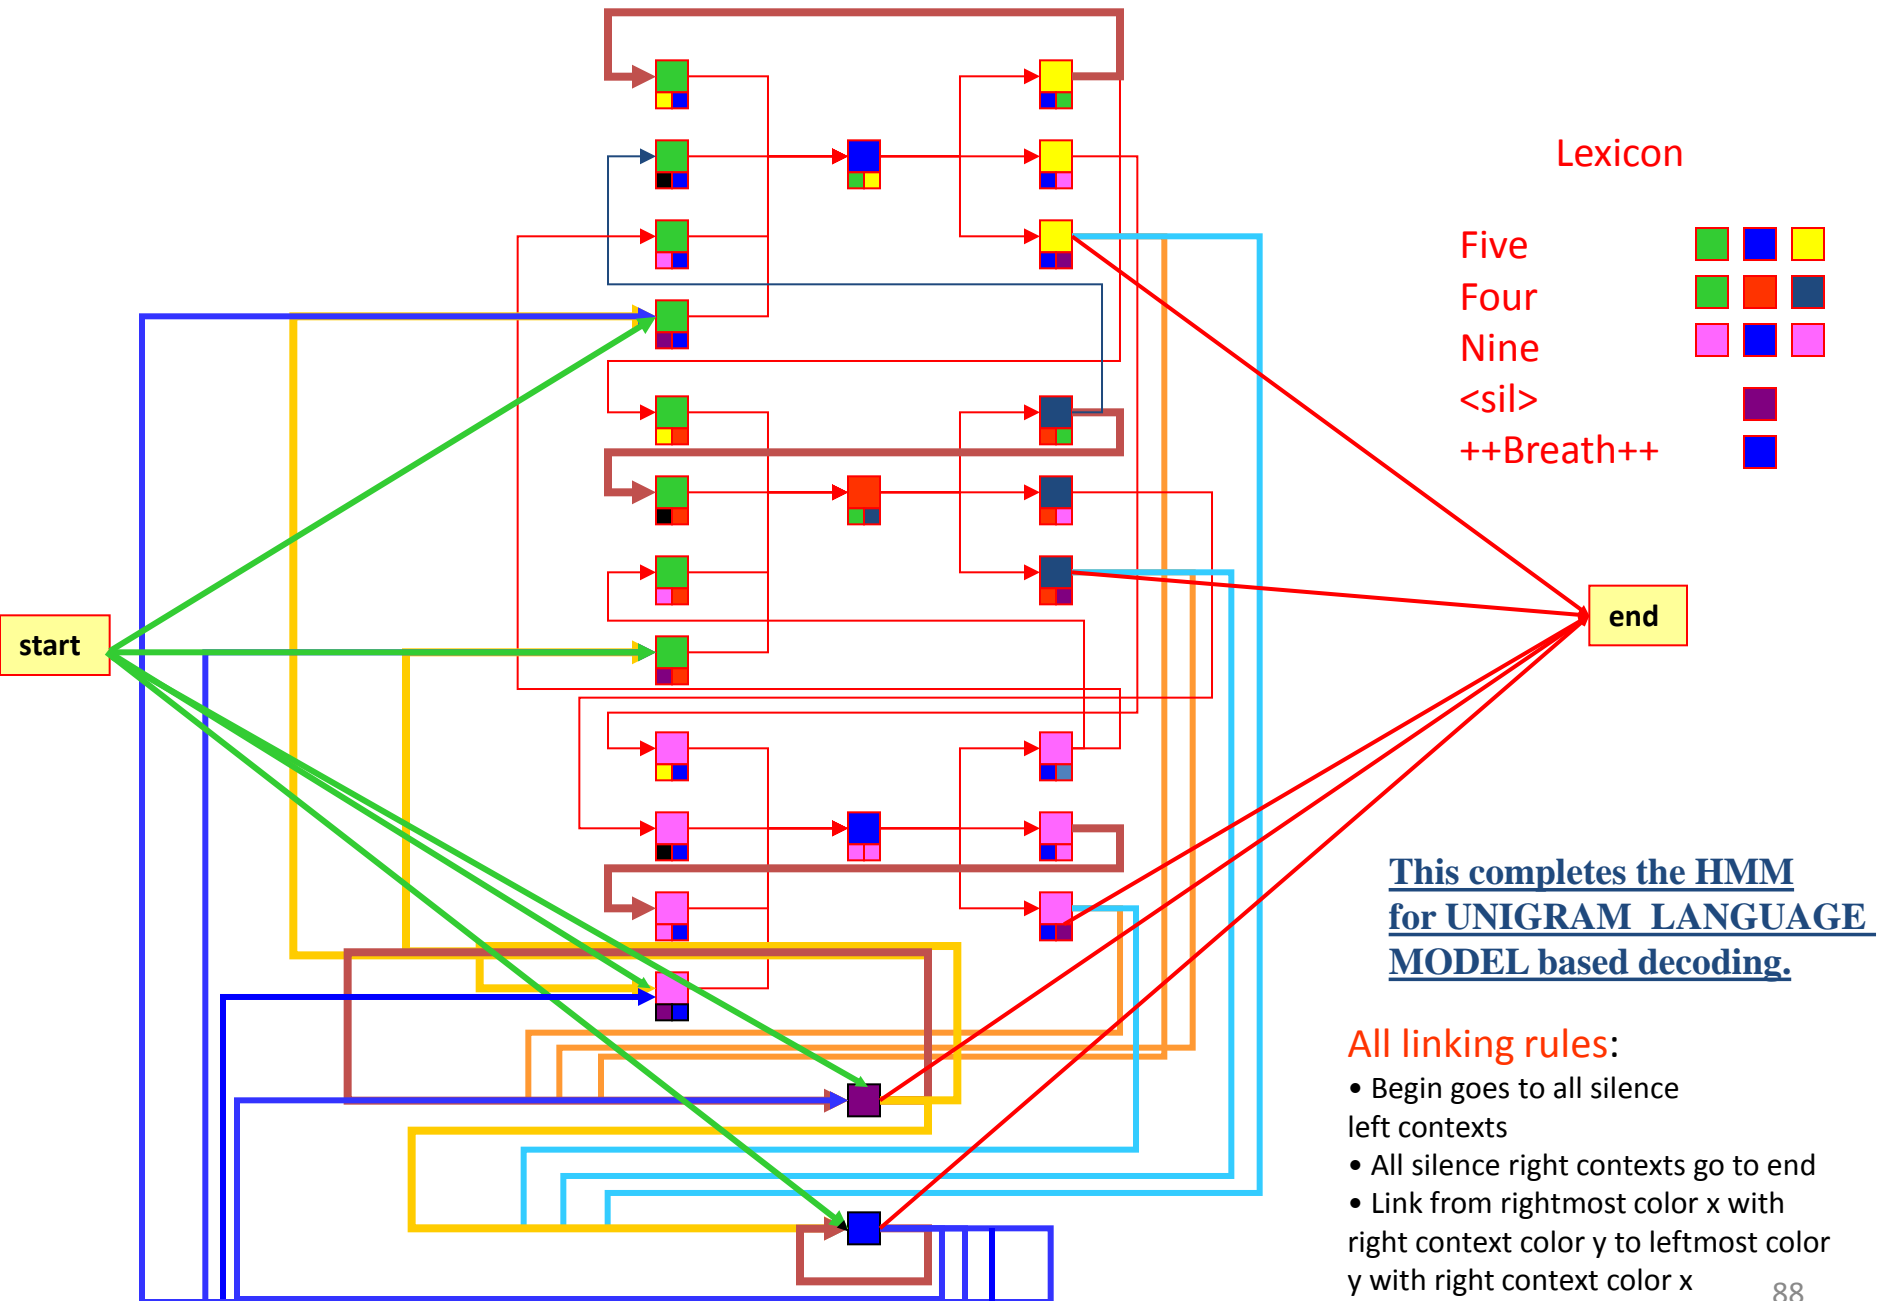 Lexicon
Five
Four
Nine
<sil>
++Breath++
start
end
This completes the HMM
for UNIGRAM LANGUAGE
MODEL based decoding.
All linking rules:
• Begin goes to all silence
left contexts
• All silence right contexts go to end
• Link from rightmost color x with
right context color y to leftmost color
y with right context color x
88